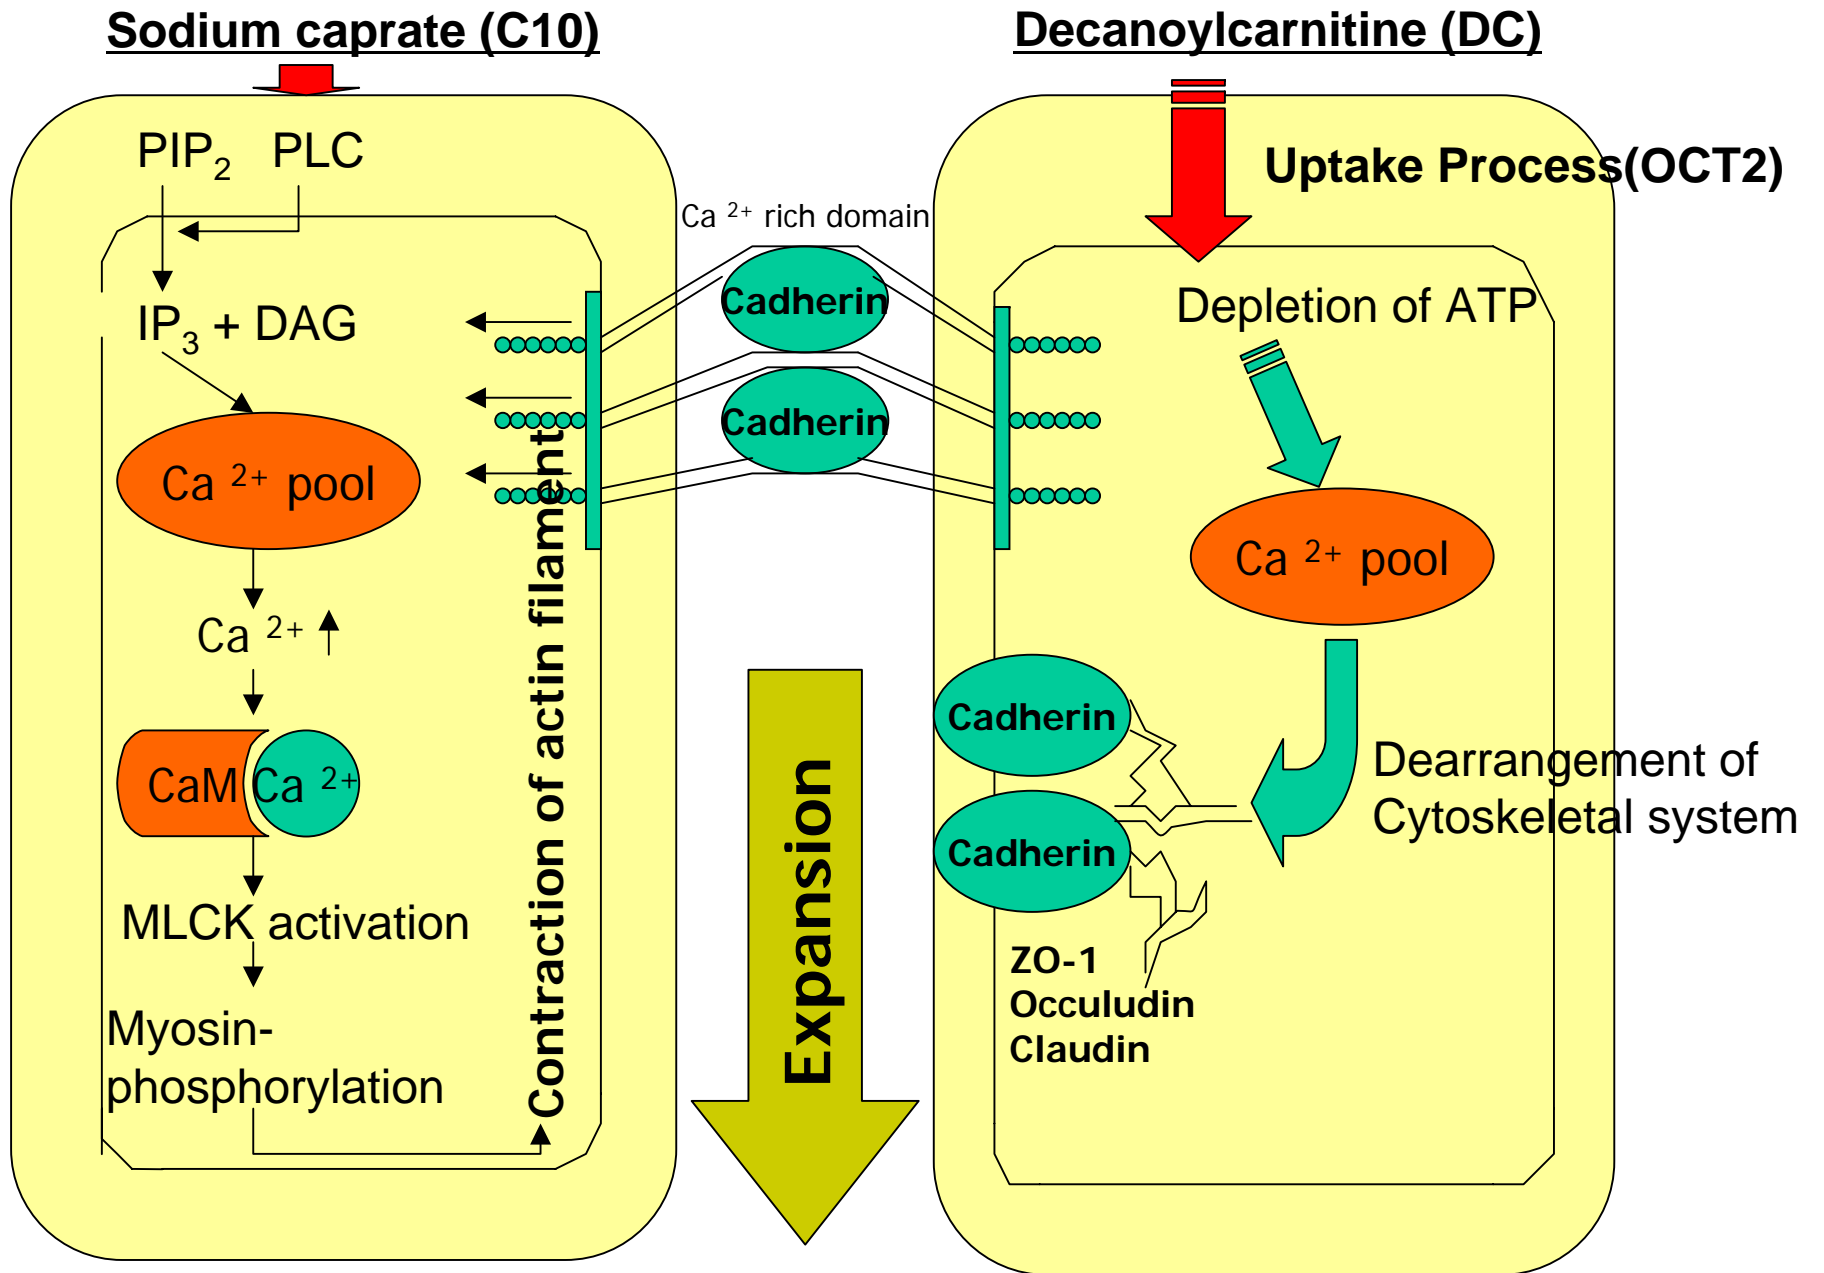 Sodium caprate (C10)
PIP2 PLC
IP3 + DAG
Ca 2+ pool
Ca 2+
CaM Ca 2+
MLCK activation
Myosin-
phosphorylation
Contraction of actin filament
Ca 2+ rich domain
Cadherin
Cadherin
Expansion
Decanoylcarnitine (DC)
Uptake Process(OCT2)
Depletion of ATP
Ca 2+ pool
Cadherin
Cadherin
Dearrangement of
Cytoskeletal system
ZO-1
Occuludin
Claudin